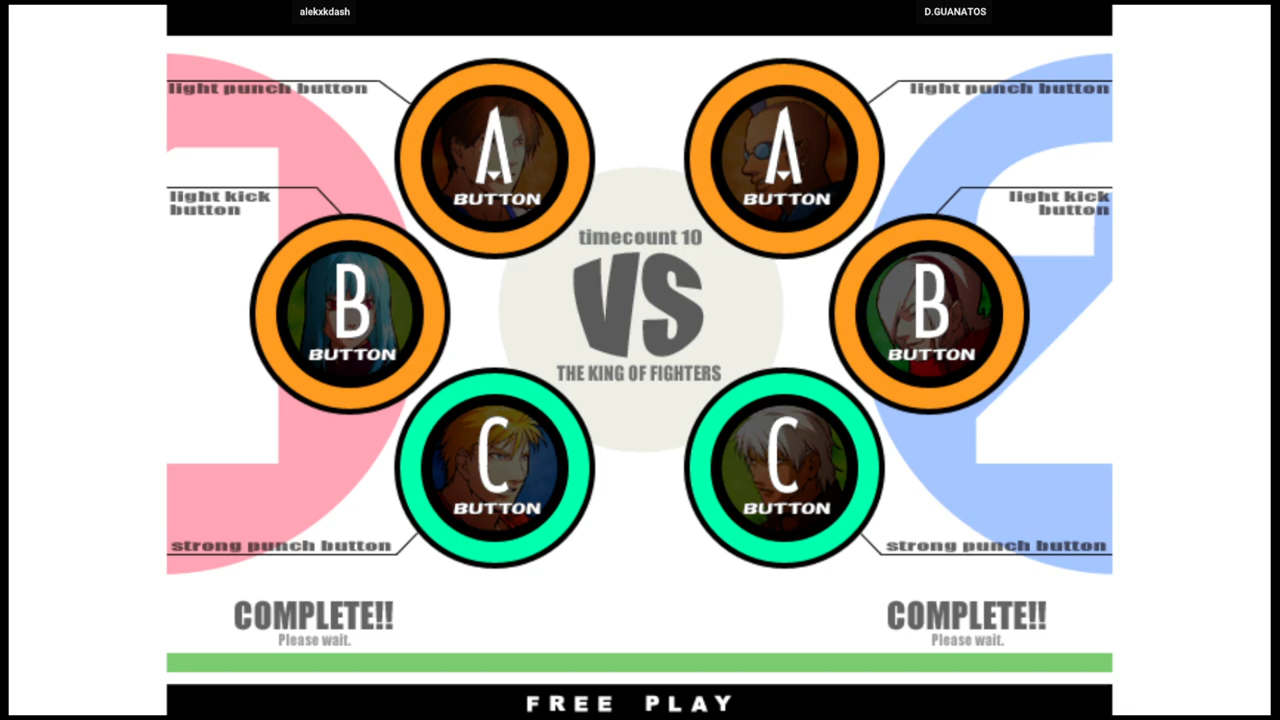 alekxkdash
D.GUANATOS
light punch button
A
BUTTON
A
BUTTON
light punch button
light kick
button
B
BUTTON
timecount 10
VS
THE KING OF FIGHTERS
light kick
button
B
BUTTON
C
BUTTON
C
BUTTON
strong punch button
strong punch button
COMPLETE!!
Please wait.
COMPLETE!!
Please wait.
FREE PLAY
1
2